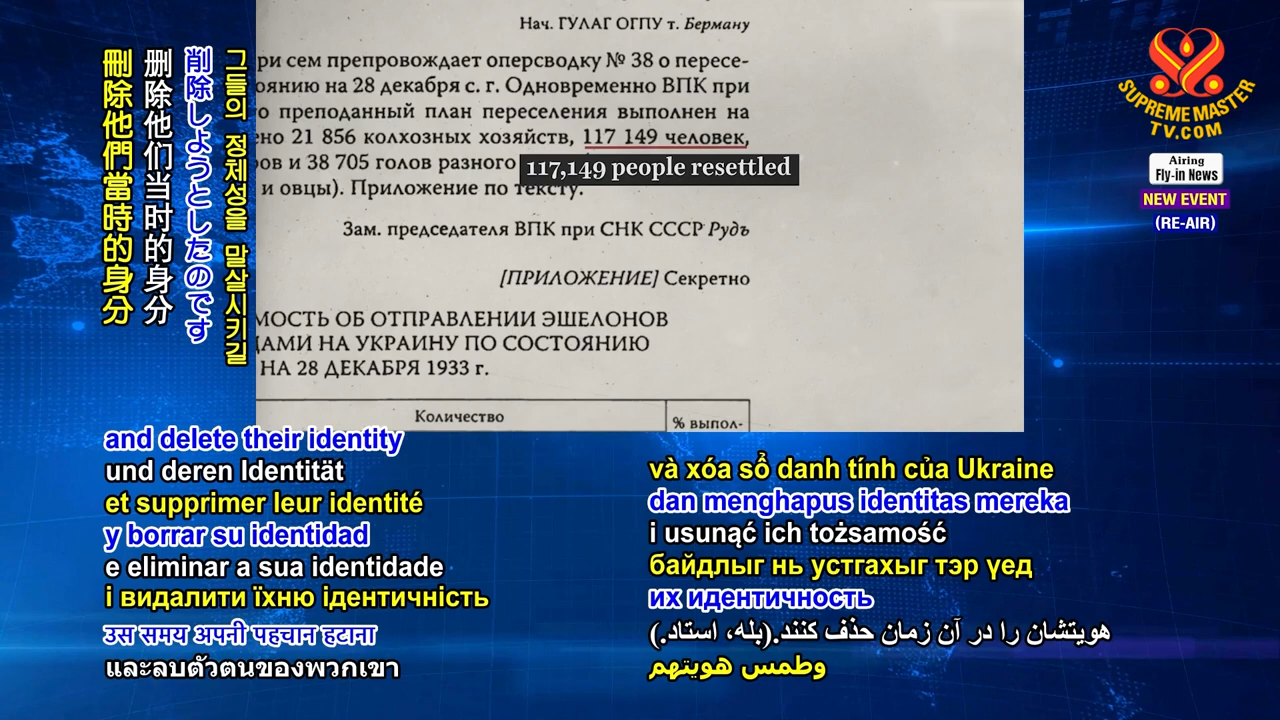 Нач. ГУЛАГ ОГПУ т. Берману
ри сем препровождает оперсводку № 38 о пересе-
оянию на 28 декабря с. г. Одновременно ВПК при
о преподанный план переселения выполнен на
ено 21 856 колхозных хозяйств, 117 149 человек,
ров и 38 705 голов разного
117,149 people resettled
и овцы). Приложение по тексту.
Зам. председателя ВПК при СНК СССР Рудъ
[ПРИЛОЖЕНИЕ] Секретно
МОСТЬ ОБ ОТПРАВЛЕНИИ ЭШЕЛОНОВ
ЦАМИ НА УКРАИНУ ПО СОСТОЯНИЮ
НА 28 ДЕКАБРЯ 1933 г.
Количество
% выпол-
SUPREME MASTER
TV.COM
Airing
Fly-in News
NEW EVENT
(RE-AIR)
그들의 정체성을 말살시키길
削除しようとしたのです
删除他们当时的身分
刪除他們當時的身分
and delete their identity
und deren Identität
et supprimer leur identité
y borrar su identidad
e eliminar a sua identidade
і видалити їхню ідентичність
उस समय अपनी पहचान हटाना
และลบตัวตนของพวกเขา
và xóa sổ danh tính của Ukraine
dan menghapus identitas mereka
i usunąć ich tożsamość
байдлыг нь устгахыг тэр үед
их идентичность
هویتشان را در آن زمان حذف کنند.(بله، استاد.)
وطمس هويتهم